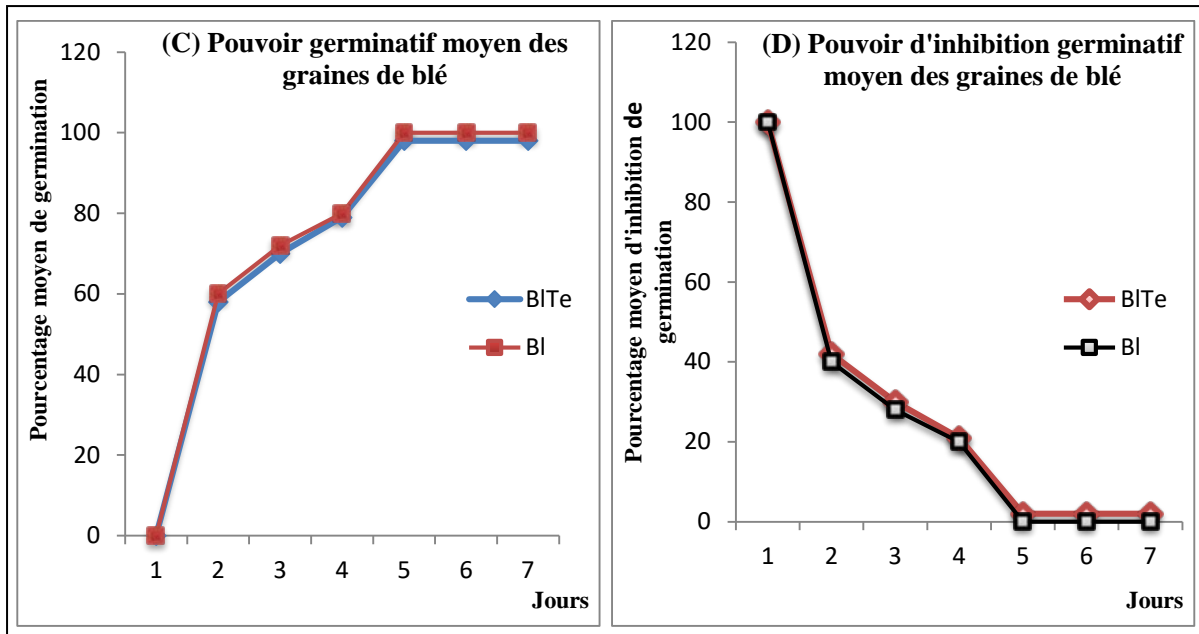 (C) Pouvoir germinatif moyen des
graines de blé
Pourcentage moyen de germination
120
100
80
60
40
20
0
1 2 3 4 5 6 7
Jours
BlTe
Bl
(D) Pouvoir d'inhibition germinatif
moyen des graines de blé
Pourcentage moyen d'inhibition de
germination
120
100
80
60
40
20
0
1 2 3 4 5 6 7
Jours
BlTe
Bl